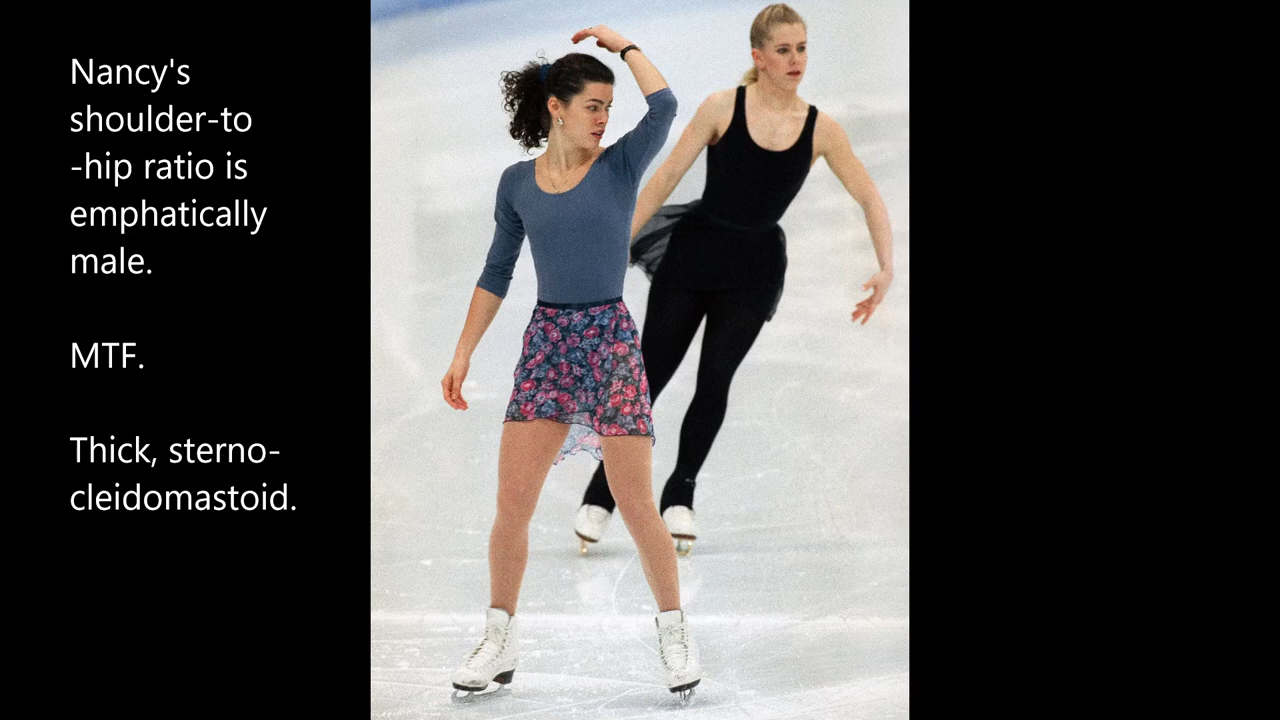 Nancy's
shoulder-to
-hip ratio is
emphatically
male.
MTF.
Thick, sterno-
cleidomastoid.